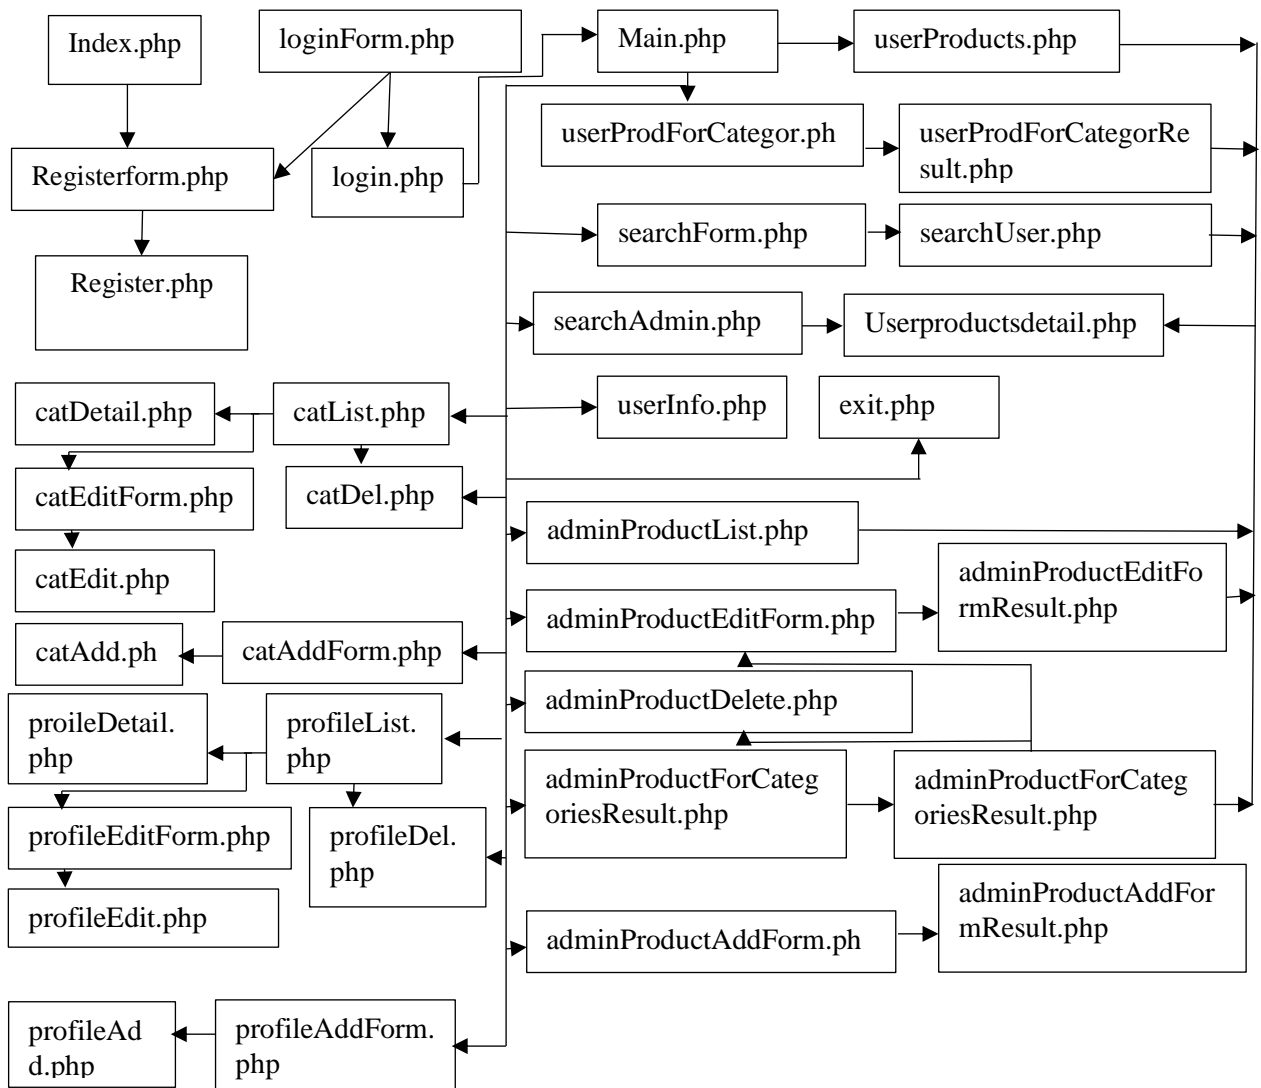 Index.php
loginForm.php
Main.php
userProducts.php
userProdForCategor.ph
userProdForCategorRe
sult.php
Registerform.php
login.php
searchForm.php
searchUser.php
Register.php
searchAdmin.php
Userproductsdetail.php
catDetail.php
catList.php
userInfo.php
exit.php
catEditForm.php
catDel.php
adminProductList.php
catEdit.php
adminProductEditFo
rmResult.php
adminProductEditForm.php
catAdd.ph
catAddForm.php
proileDetail.
php
profileList.
php
adminProductDelete.php
adminProductForCateg
oriesResult.php
adminProductForCateg
oriesResult.php
profileEditForm.php
profileDel.
php
profileEdit.php
adminProductAddFor
mResult.php
adminProductAddForm.ph
profileAd
d.php
profileAddForm.
php